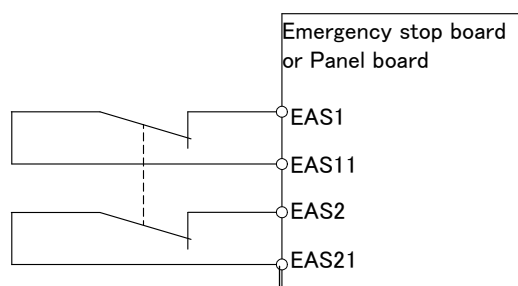 Emergency stop board
or Panel board
EAS1
EAS11
EAS2
EAS21